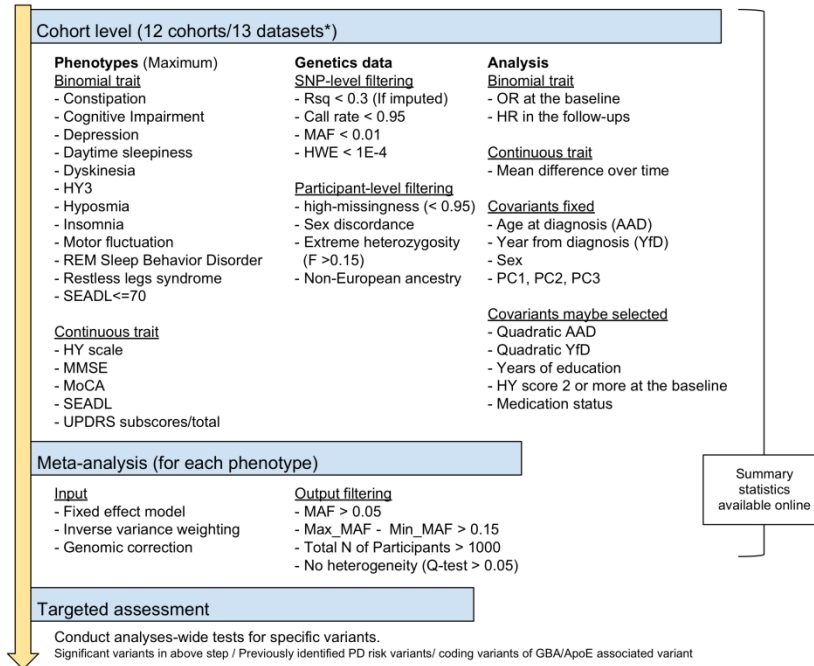 Cohort level (12 cohorts/13 datasets*)
Phenotypes (Maximum)
Binomial trait
- Constipation
- Cognitive Impairment
- Depression
- Daytime sleepiness
- Dyskinesia
- HY3
- Hyposmia
- Insomnia
- Motor fluctuation
- REM Sleep Behavior Disorder
- Restless legs syndrome
- SEADL<=70
Continuous trait
- HY scale
- MMSE
- MoCA
- SEADL
- UPDRS subscores/total
Genetics data
SNP-level filtering
- Rsq < 0.3 (If imputed)
- Call rate < 0.95
- MAF < 0.01
- HWE < 1E-4
Participant-level filtering
- high-missingness (< 0.95)
- Sex discordance
- Extreme heterozygosity
(F >0.15)
- Non-European ancestry
Analysis
Binomial trait
- OR at the baseline
- HR in the follow-ups
Continuous trait
- Mean difference over time
Covariants fixed
- Age at diagnosis (AAD)
- Year from diagnosis (YfD)
- Sex
- PC1, PC2, PC3
Covariants maybe selected
- Quadratic AAD
- Quadratic YfD
- Years of education
- HY score 2 or more at the baseline
- Medication status
Meta-analysis (for each phenotype)
Input
- Fixed effect model
- Inverse variance weighting
- Genomic correction
Output filtering
- MAF > 0.05
- Max_MAF - Min_MAF > 0.15
- Total N of Participants > 1000
- No heterogeneity (Q-test > 0.05)
Summary
statistics
available online
Targeted assessment
Conduct analyses-wide tests for specific variants.
Significant variants in above step / Previously identified PD risk variants/ coding variants of GBA/ApoE associated variant